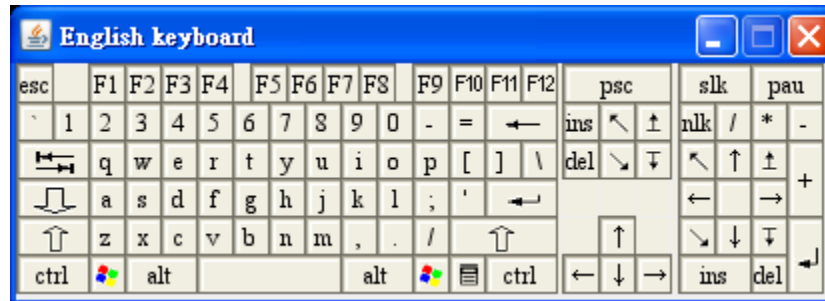 English keyboard
esc F1 F2 F3 F4 F5 F6 F7 F8 F9 F10 F11 F12 psc slk pau
` 1 2 3 4 5 6 7 8 9 0 - = ← ins ↖ ↥ nlk / * -
q w e r t y u i o p [ ] \ del ↘ ↧ ↖ ↑ ↥ +
a s d f g h j k l ; ' ← →
z x c v b n m , . / ↑ ↘ ↓ ↧
ctrl alt alt ctrl ← ↓ → ins del